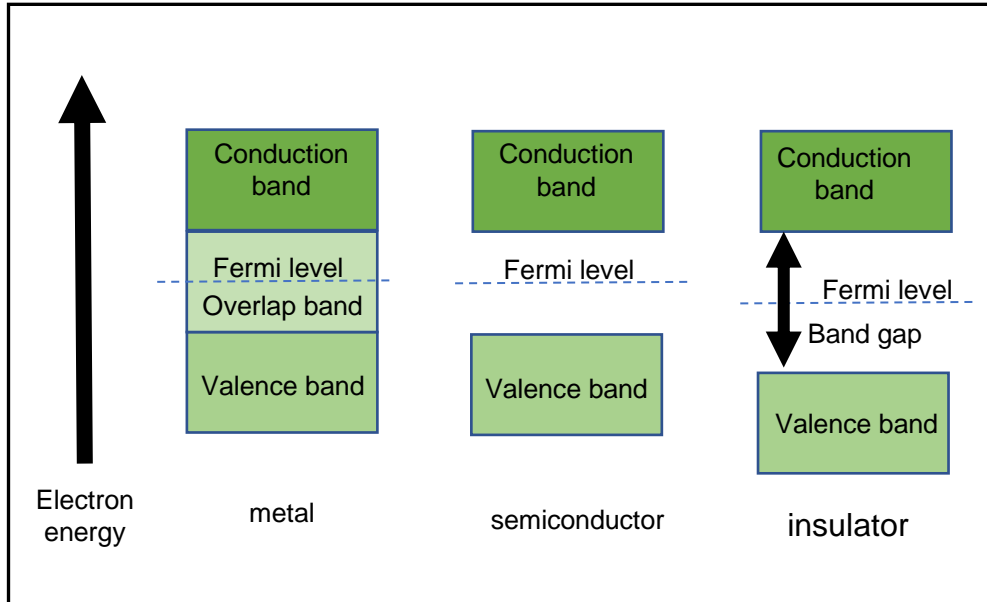 Conduction
band
Fermi level
Overlap band
Valence band
metal
Conduction
band
Fermi level
Valence band
semiconductor
Conduction
band
Fermi level
Band gap
Valence band
insulator
Electron
energy